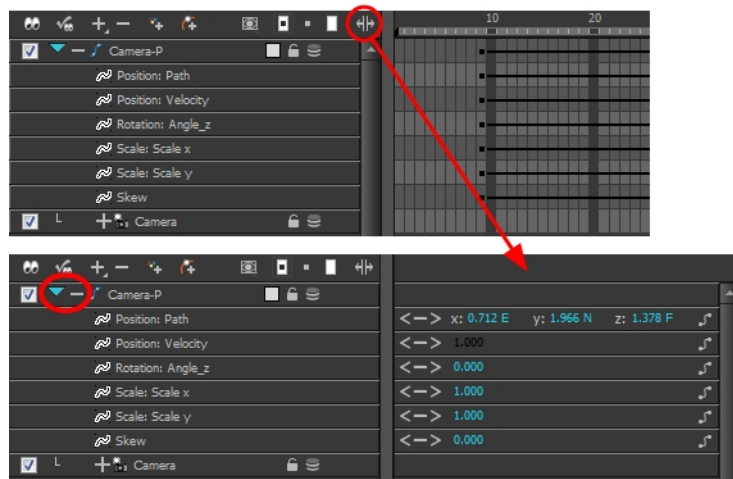 10 20
Camera-P
Position: Path
Position: Velocity
Rotation: Angle_z
Scale: Scale x
Scale: Scale y
Skew
Camera
Camera-P
Position: Path x: 0.712 E y: 1.966 N z: 1.378 F
Position: Velocity 1.000
Rotation: Angle_z 0.000
Scale: Scale x 1.000
Scale: Scale y 1.000
Skew 0.000
Camera